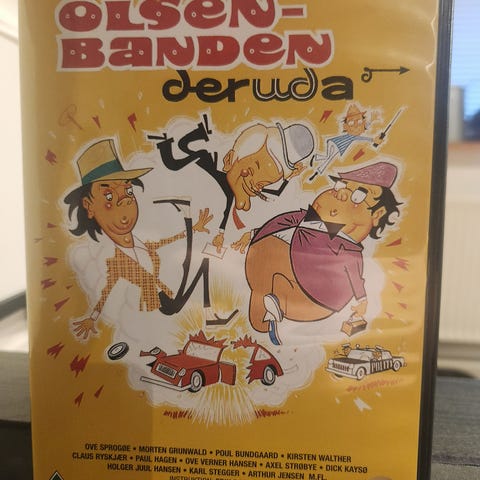 OLSEN-
BANDEN
deruda
POLITI
OVE SPROGØE • MORTEN GRUNWALD • POUL BUNDGAARD • KIRSTEN WALTHER
CLAUS RYSKJÆR • PAUL HAGEN • OVE VERNER HANSEN • AXEL STRØBYE • DICK KAYSØ
HOLGER JUUL HANSEN • KARL STEGGER • ARTHUR JENSEN M.FL.
INSTRUKTION